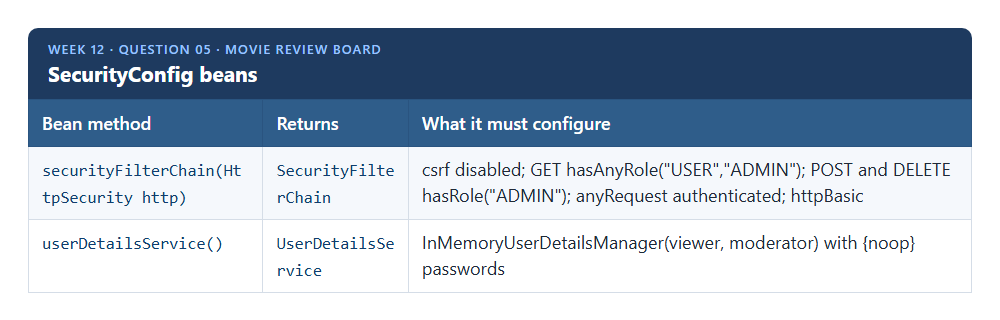 WEEK 12 · QUESTION 05 · MOVIE REVIEW BOARD
SecurityConfig beans
Bean method
Returns
What it must configure
securityFilterChain(Ht
tpSecurity http)
SecurityFilte
rChain
csrf disabled; GET hasAnyRole("USER","ADMIN"); POST and DELETE
hasRole("ADMIN"); anyRequest authenticated; httpBasic
userDetailsService()
UserDetailsSe
rvice
InMemoryUserDetailsManager(viewer, moderator) with {noop}
passwords